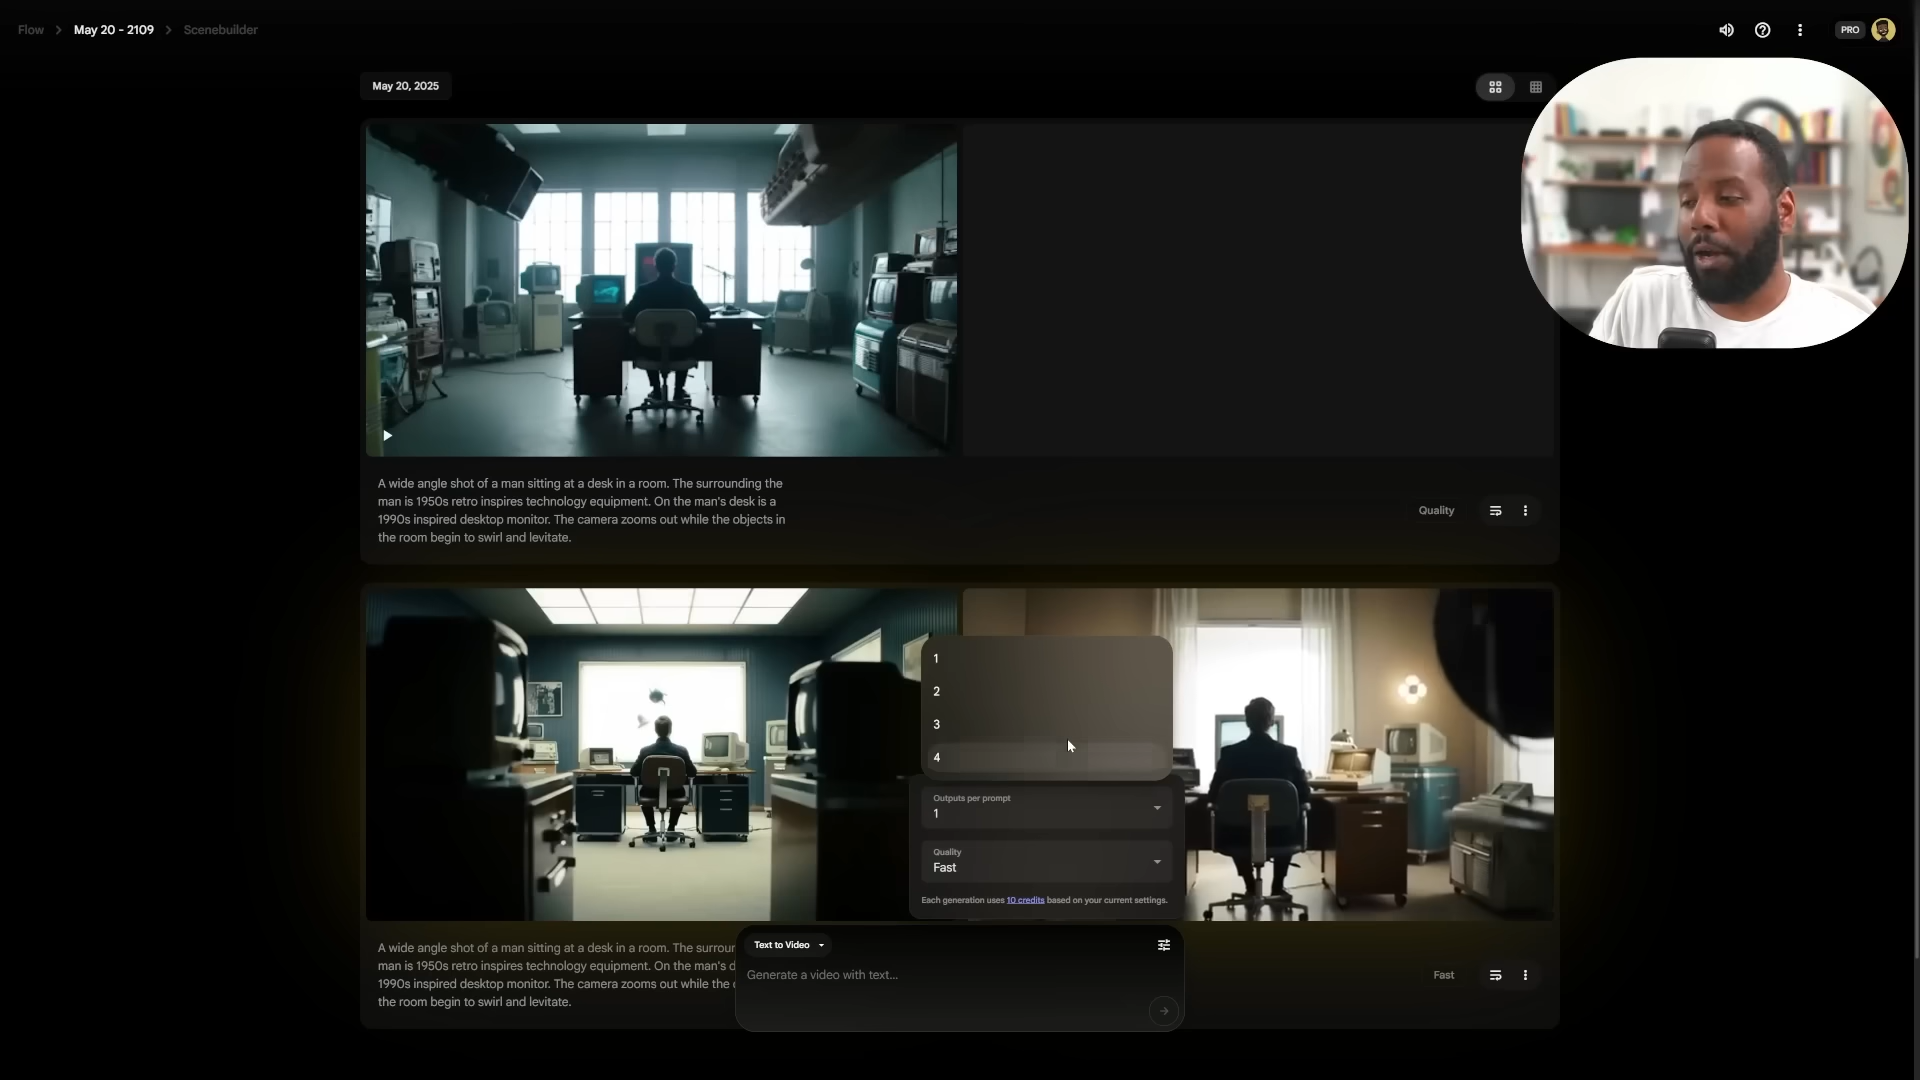 Flow > May 20 - 2109 > Scenebuilder
PRO
May 20, 2025
A wide angle shot of a man sitting at a desk in a room. The surrounding the
man is 1950s retro inspires technology equipment. On the man's desk is a
1990s inspired desktop monitor. The camera zooms out while the objects in
the room begin to swirl and levitate.
Quality
1
2
3
4
Outputs per prompt
1
Quality
Fast
Each generation uses 10 credits based on your current settings.
A wide angle shot of a man sitting at a desk in a room. The
man is 1950s retro inspires technology equipment. On the man's
1990s inspired desktop monitor. The camera zooms out while the
the room begin to swirl and levitate.
Text to Video
Generate a video with text...
Fast